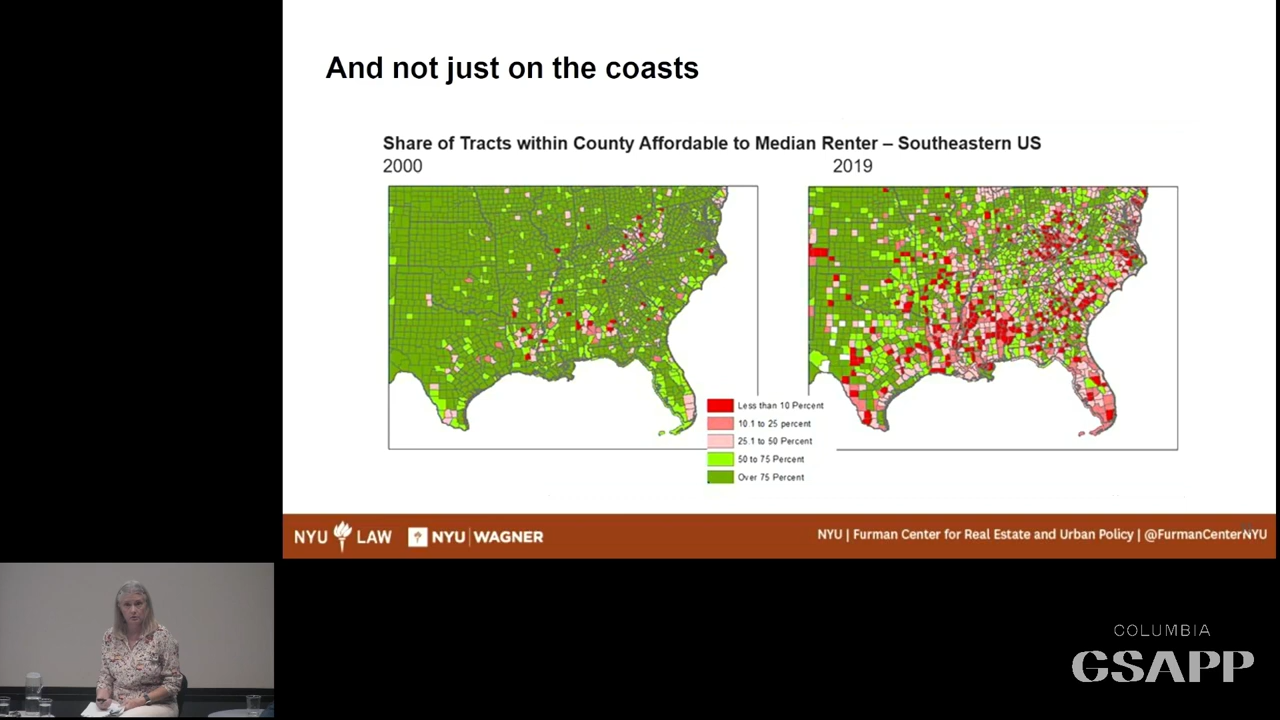 And not just on the coasts
Share of Tracts within County Affordable to Median Renter – Southeastern US
2000
2019
Less than 10 Percent
10.1 to 25 percent
25.1 to 50 Percent
50 to 75 Percent
Over 75 Percent
NYU LAW
NYU WAGNER
NYU | Furman Center for Real Estate and Urban Policy | @FurmanCenterNYU
COLUMBIA
GSAPP